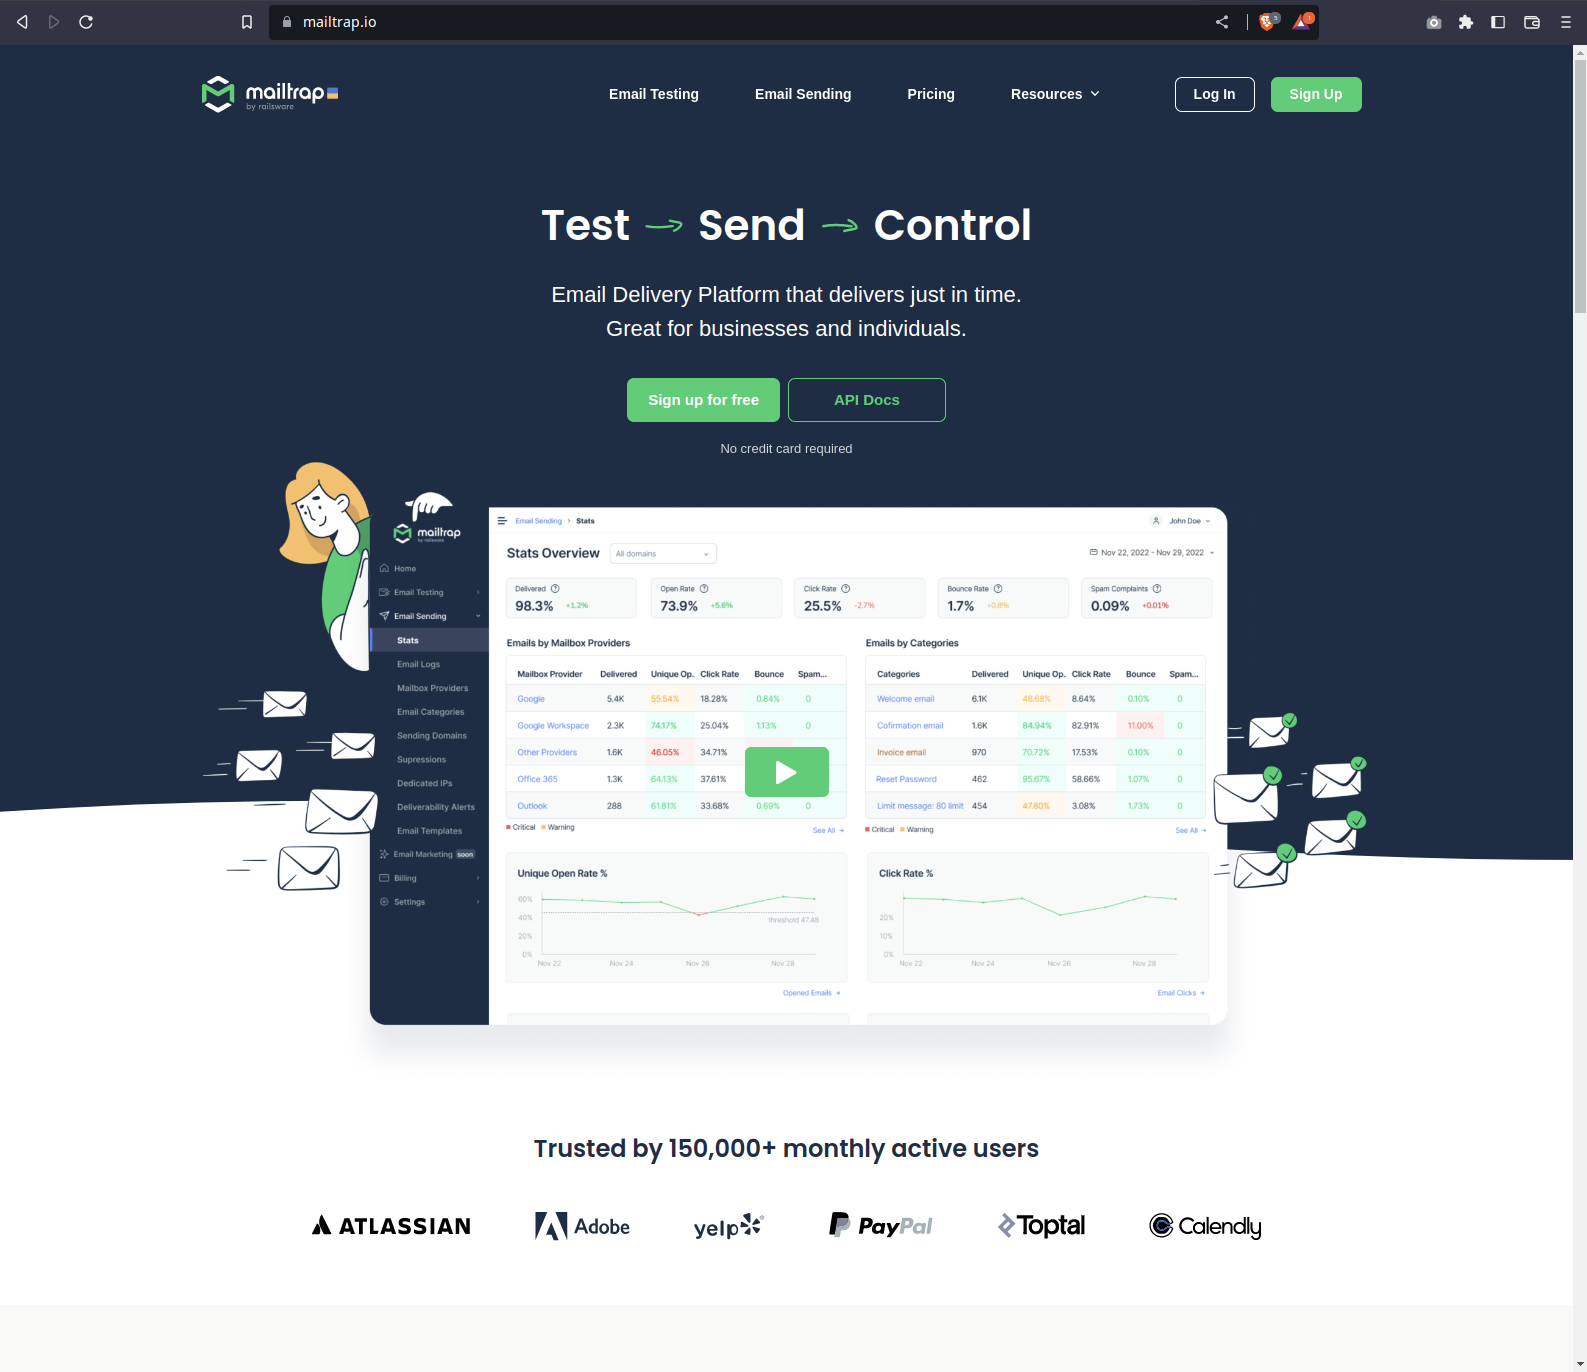 mailtrap.io
5
1
mailtrap
by railsware
Email Testing
Email Sending
Pricing
Resources
Log In
Sign Up
Test → Send → Control
Email Delivery Platform that delivers just in time.
Great for businesses and individuals.
Sign up for free
API Docs
No credit card required
mailtrap
by railsware
Home
Email Testing
Email Sending
Stats
Email Logs
Mailbox Providers
Email Categories
Sending Domains
Supressions
Dedicated IPs
Deliverability Alerts
Email Templates
Email Marketing soon
Billing
Settings
Email Sending > Stats
John Doe
Stats Overview
All domains
Nov 22, 2022 - Nov 29, 2022
Delivered
98.3% +1.2%
Open Rate
73.9% +5.6%
Click Rate
25.5% -2.7%
Bounce Rate
1.7% +0.8%
Spam Complaints
0.09% +0.01%
Emails by Mailbox Providers
Mailbox Provider Delivered Unique Op.. Click Rate Bounce Spam...
Google 5.4K 55.54% 18.28% 0.84% 0
Google Workspace 2.3K 74.17% 25.04% 1.13% 0
Other Providers 1.6K 46.05% 34.71%
Office 365 1.3K 64.13% 37.61%
Outlook 288 61.81% 33.68% 0.69% 0
Critical Warning
See All →
Emails by Categories
Categories Delivered Unique Op.. Click Rate Bounce Spam...
Welcome email 6.1K 48.68% 8.64% 0.10% 0
Cofirmation email 1.6K 84.94% 82.91% 11.00% 0
Invoice email 970 70.72% 17.53% 0.10% 0
Reset Password 462 95.67% 58.66% 1.07% 0
Limit message: 80 limit 454 47.80% 3.08% 1.73% 0
Critical Warning
See All →
Unique Open Rate %
60%
40%
20%
0%
threshold 47.48
Nov 22 Nov 24 Nov 26 Nov 28
Opened Emails →
Click Rate %
20%
10%
0%
Nov 22 Nov 24 Nov 26 Nov 28
Email Clicks →
Trusted by 150,000+ monthly active users
ATLASSIAN
Adobe
yelp
PayPal
Toptal
Calendly